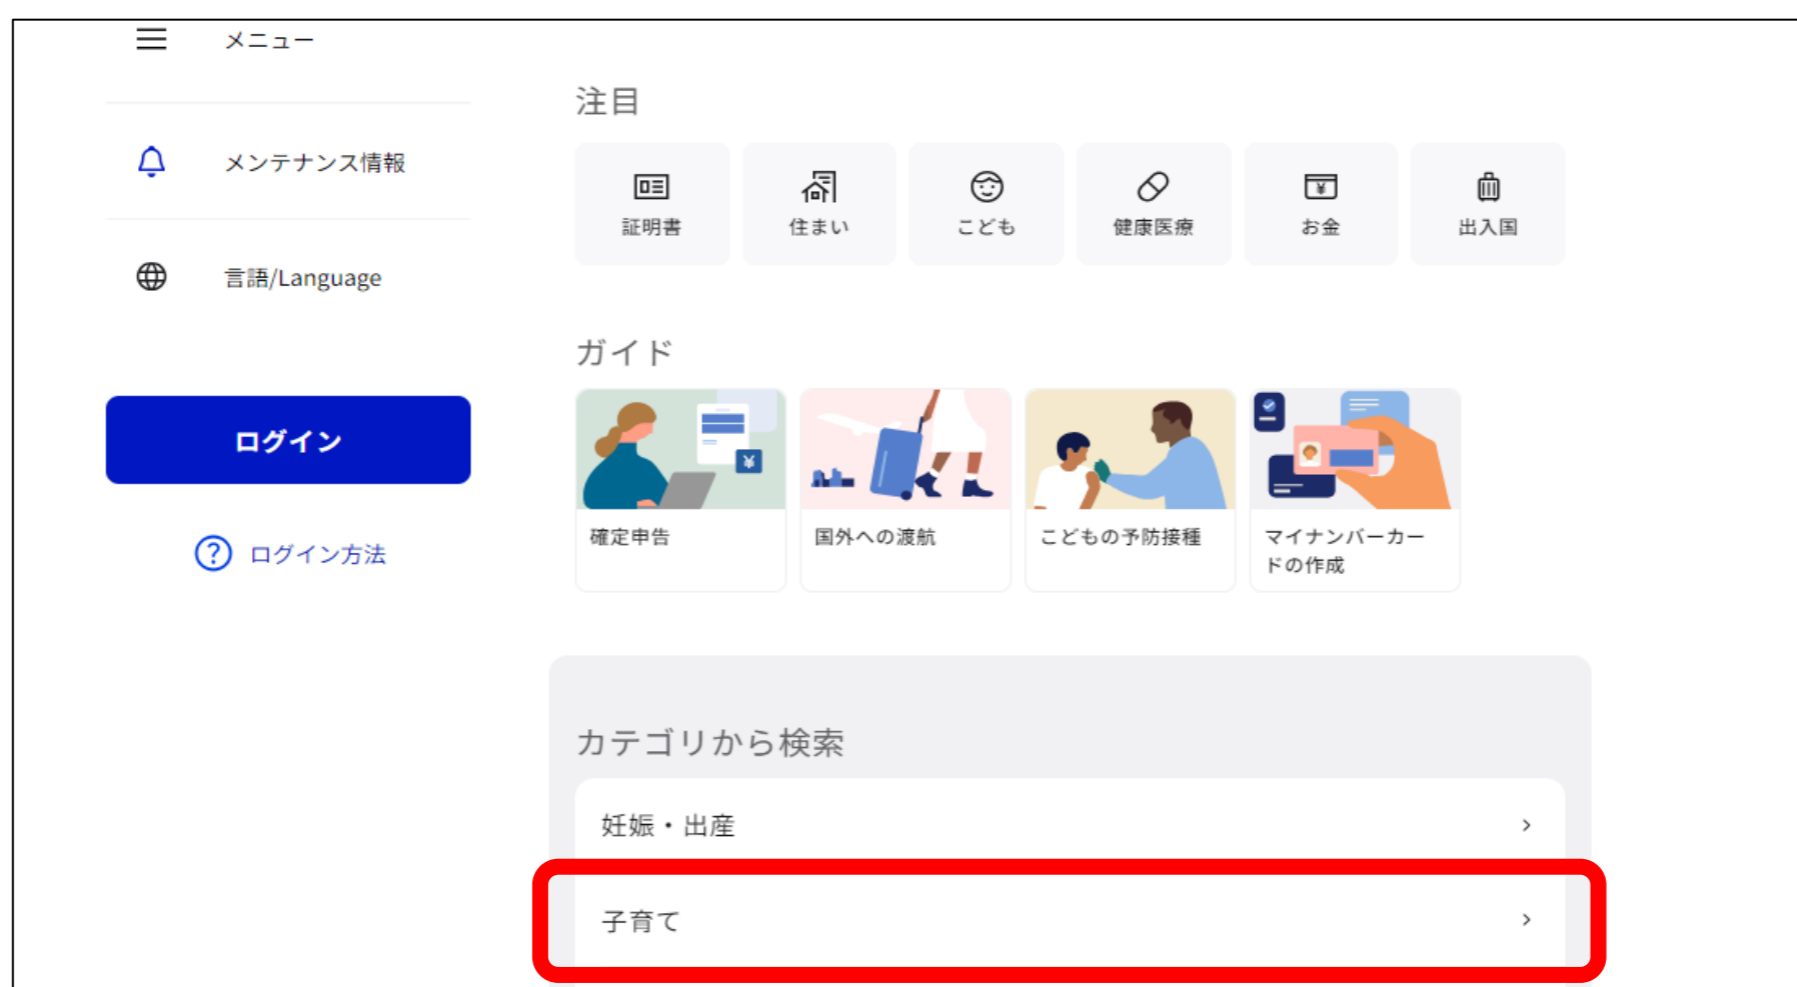 メニュー
メンテナンス情報
言語/Language
ログイン
? ログイン方法
注目
証明書
住まい
こども
健康医療
¥
お金
出入国
ガイド
¥
確定申告
国外への渡航
こどもの予防接種
マイナンバーカー
ドの作成
カテゴリから検索
妊娠・出産
子育て